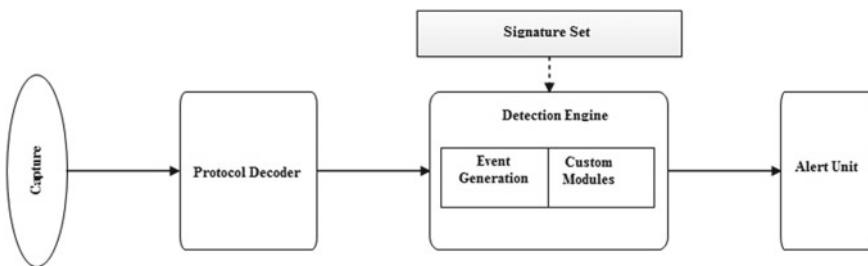 Signature Set
Capture
Protocol Decoder
Detection Engine
Event
Generation
Custom
Modules
Alert Unit